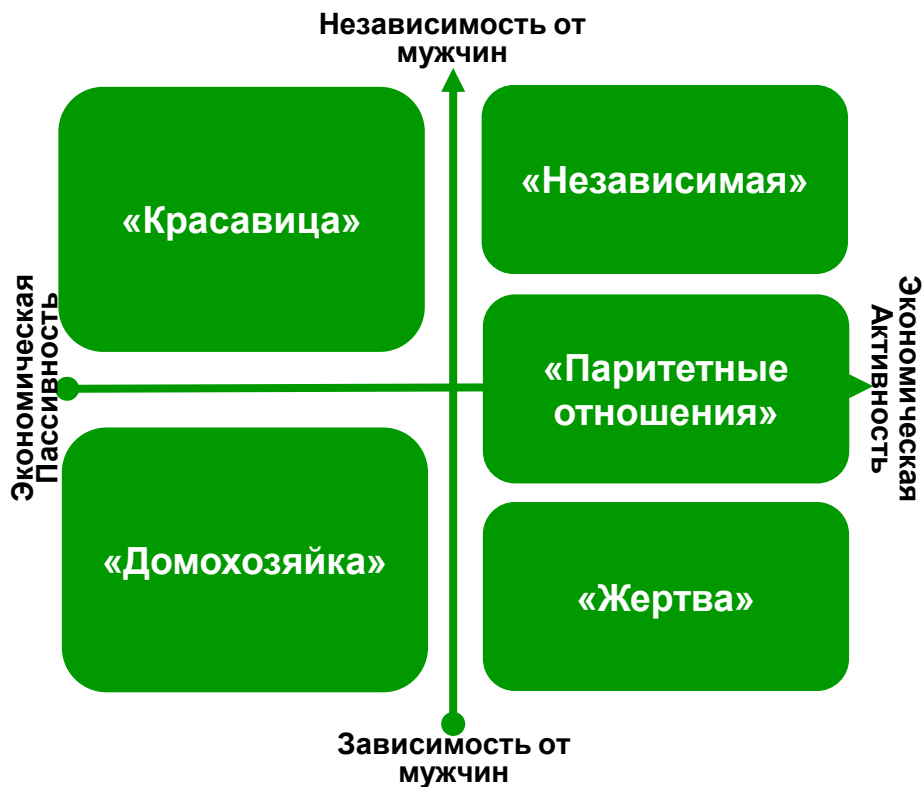 Независимость от
мужчин
«Красавица»
«Независимая»
Экономическая
Пассивность
«Паритетные
отношения»
Экономическая
Активность
«Домохозяйка»
«Жертва»
Зависимость от
мужчин